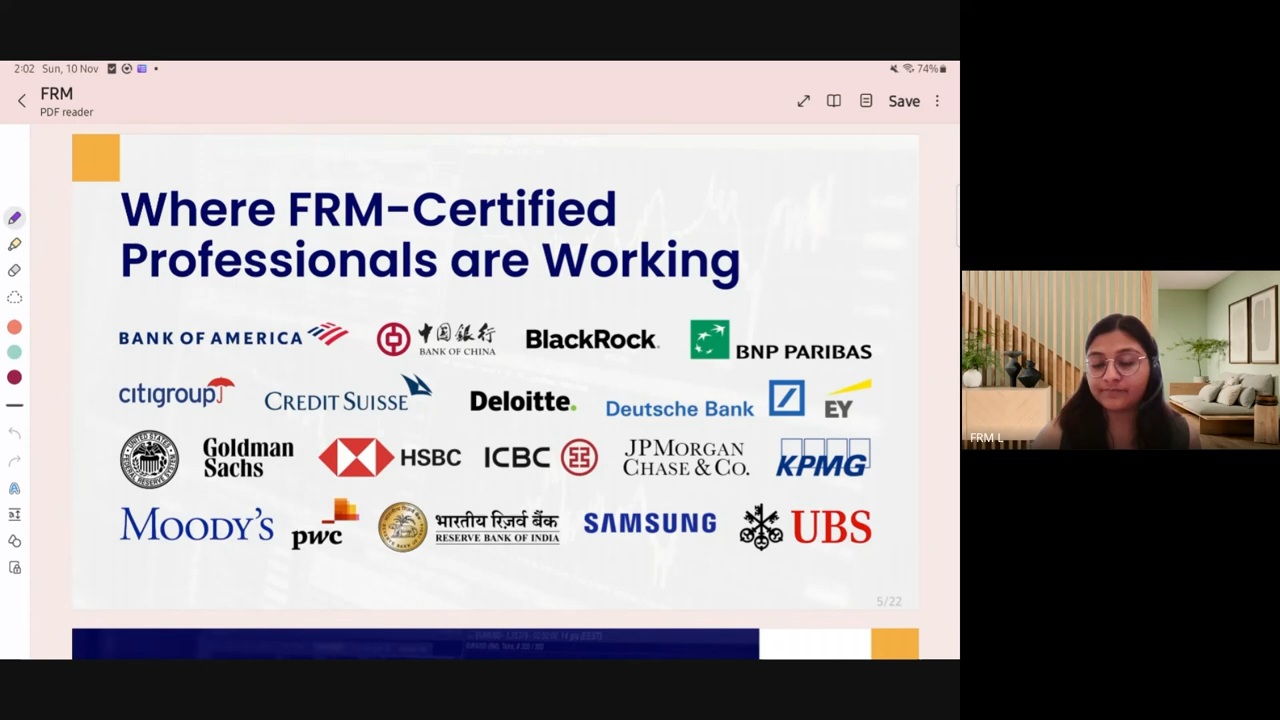 2:02 Sun, 10 Nov
74%
FRM
PDF reader
Save
Where FRM-Certified
Professionals are Working
BANK OF AMERICA
中国银行
BANK OF CHINA
BlackRock.
BNP PARIBAS
citigroup
CREDIT SUISSE
Deloitte.
Deutsche Bank
EY
Goldman
Sachs
HSBC
ICBC
JPMORGAN
CHASE & CO.
KPMG
MOODY'S
pwc
भारतीय रिज़र्व बैंक
RESERVE BANK OF INDIA
SAMSUNG
UBS
5/22
FRM L